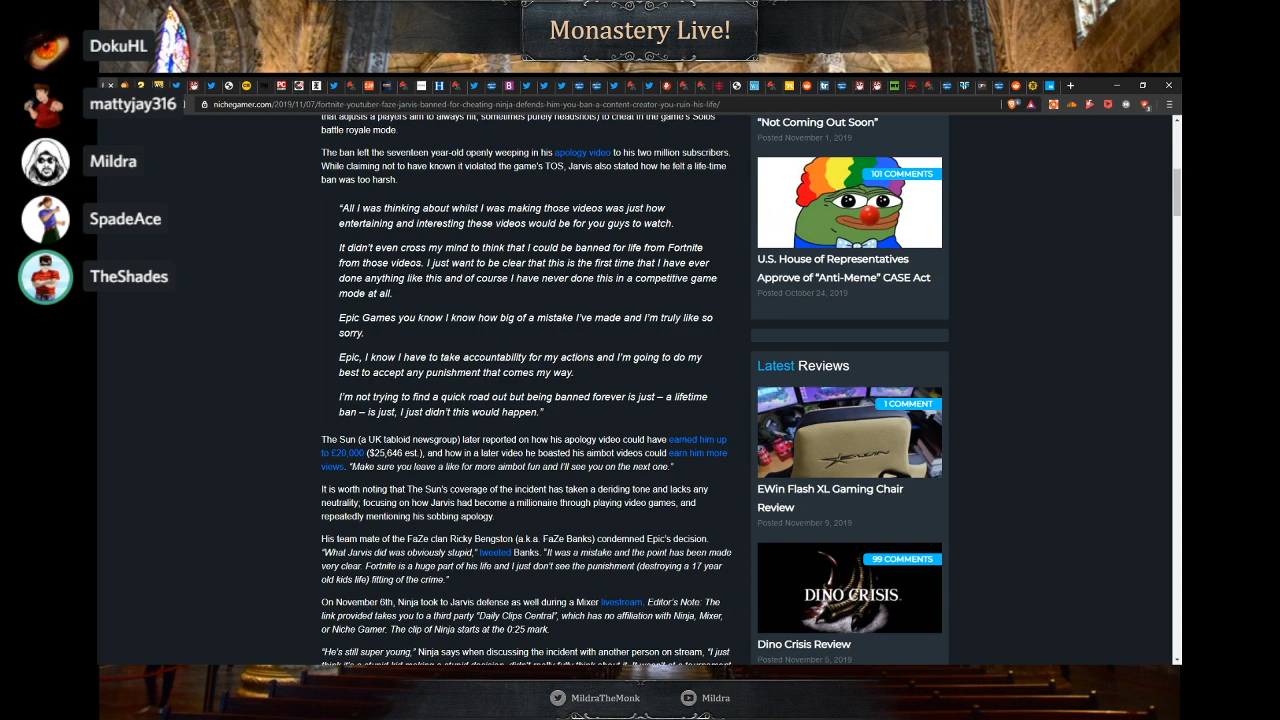 Monastery Live!
DokuHL
mattyjay316
Mildra
SpadeAce
TheShades
nichegamer.com/2019/11/07/fortnite-youtuber-faze-jarvis-banned-for-cheating-ninja-defends-him-you-ban-a-content-creator-you-ruin-his-life/
that adjusts a players aim to always hit, sometimes purely headshots) to cheat in the game's Solos
battle royale mode.
The ban left the seventeen year-old openly weeping in his apology video to his two million subscribers.
While claiming not to have known it violated the game's TOS, Jarvis also stated how he felt a life-time
ban was too harsh.
“All I was thinking about whilst I was making those videos was just how
entertaining and interesting these videos would be for you guys to watch.
It didn’t even cross my mind to think that I could be banned for life from Fortnite
from those videos. I just want to be clear that this is the first time that I have ever
done anything like this and of course I have never done this in a competitive game
mode at all.
Epic Games you know I know how big of a mistake I’ve made and I’m truly like so
sorry.
Epic, I know I have to take accountability for my actions and I’m going to do my
best to accept any punishment that comes my way.
I’m not trying to find a quick road out but being banned forever is just – a lifetime
ban – is just, I just didn’t this would happen.”
The Sun (a UK tabloid newsgroup) later reported on how his apology video could have earned him up
to £20,000 ($25,646 est.), and how in a later video he boasted his aimbot videos could earn him more
views. “Make sure you leave a like for more aimbot fun and I’ll see you on the next one.”
It is worth noting that The Sun’s coverage of the incident has taken a deriding tone and lacks any
neutrality; focusing on how Jarvis had become a millionaire through playing video games, and
repeatedly mentioning his sobbing apology.
His team mate of the FaZe clan Ricky Bengston (a.k.a. FaZe Banks) condemned Epic’s decision.
“What Jarvis did was obviously stupid,” tweeted Banks. “It was a mistake and the point has been made
very clear. Fortnite is a huge part of his life and I just don’t see the punishment (destroying a 17 year
old kids life) fitting of the crime.”
On November 6th, Ninja took to Jarvis defense as well during a Mixer livestream. Editor’s Note: The
link provided takes you to a third party “Daily Clips Central”, which has no affiliation with Ninja, Mixer,
or Niche Gamer. The clip of Ninja starts at the 0:25 mark.
“He’s still super young,” Ninja says when discussing the incident with another person on stream, “I just
think it’s a stupid kid making a stupid decision, didn’t really fully think about it. It wasn’t at a tournament
“Not Coming Out Soon”
Posted November 1, 2019
101 COMMENTS
U.S. House of Representatives
Approve of “Anti-Meme” CASE Act
Posted October 24, 2019
Latest Reviews
1 COMMENT
EWin Flash XL Gaming Chair
Review
Posted November 9, 2019
99 COMMENTS
DINO CRISIS
Dino Crisis Review
Posted November 8, 2019
MildraTheMonk
Mildra